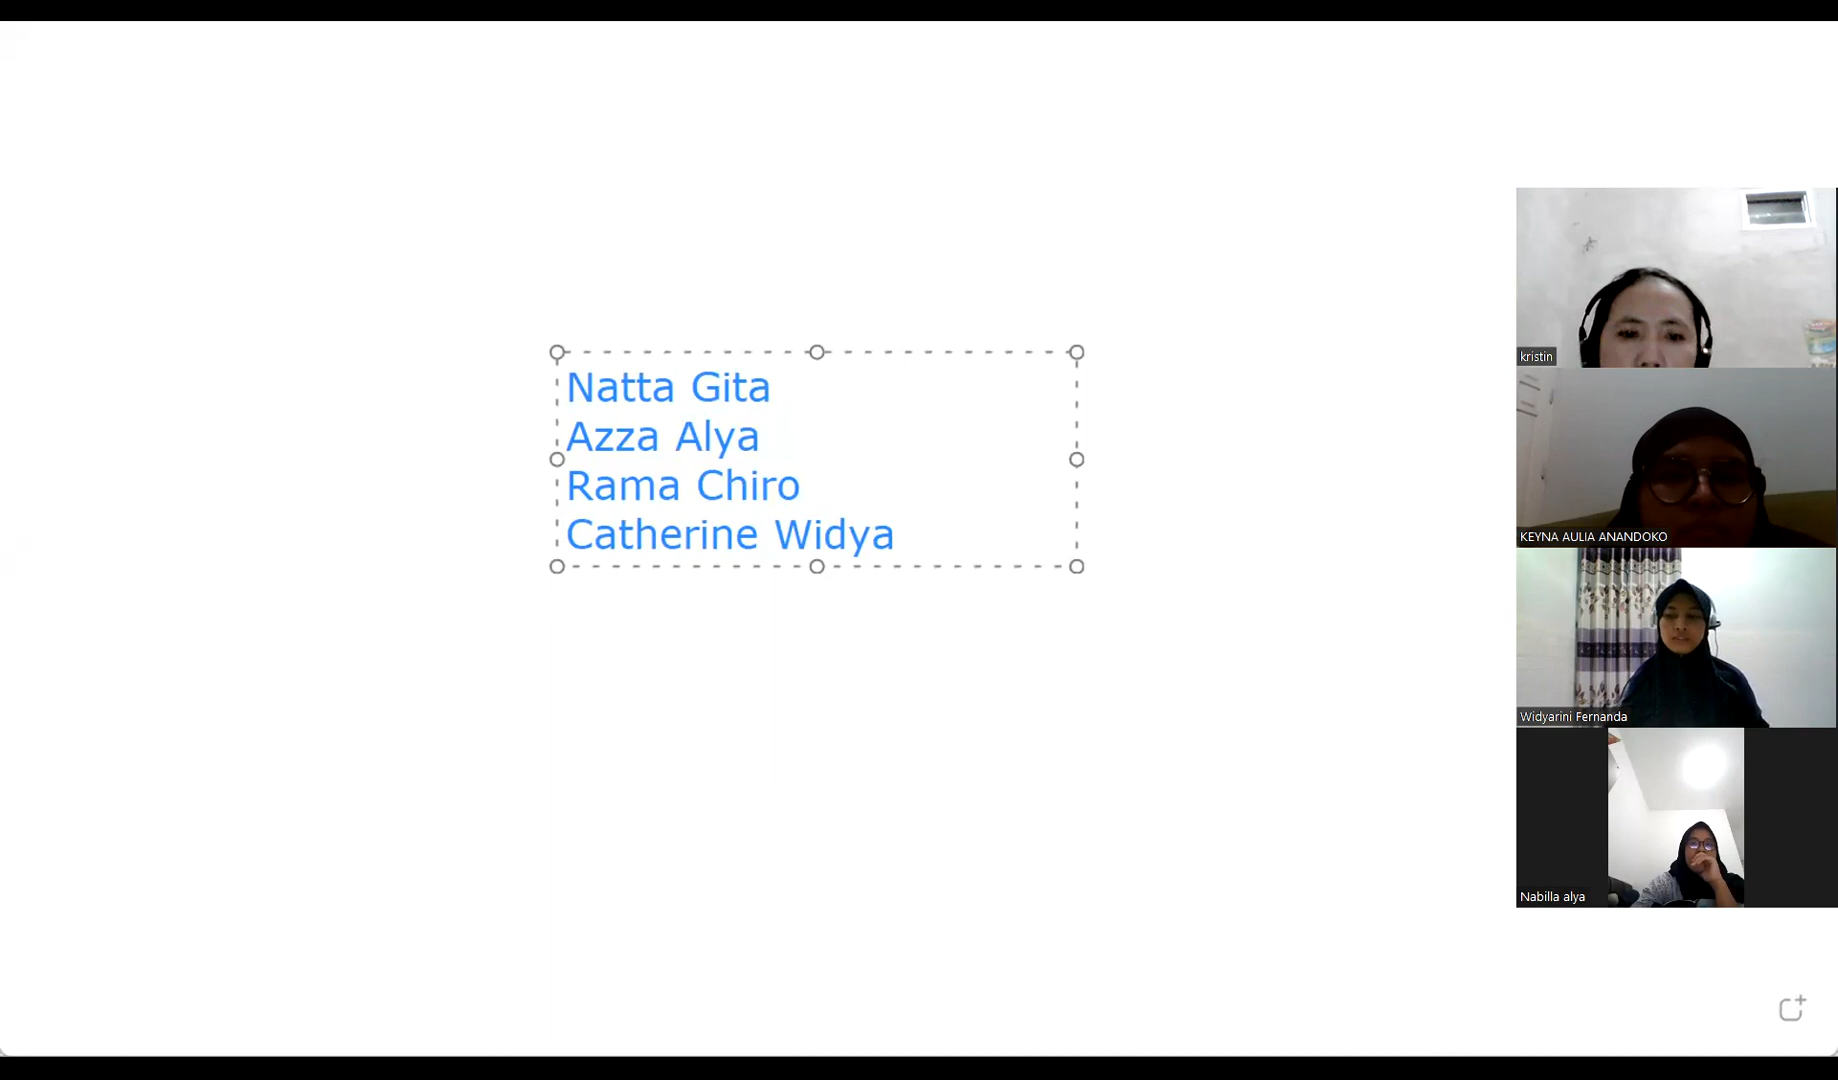 Natta Gita
Azza Alya
Rama Chiro
Catherine Widya
kristin
KEYNA AULIA ANANDOKO
Widyarini Fernanda
Nabilla alya